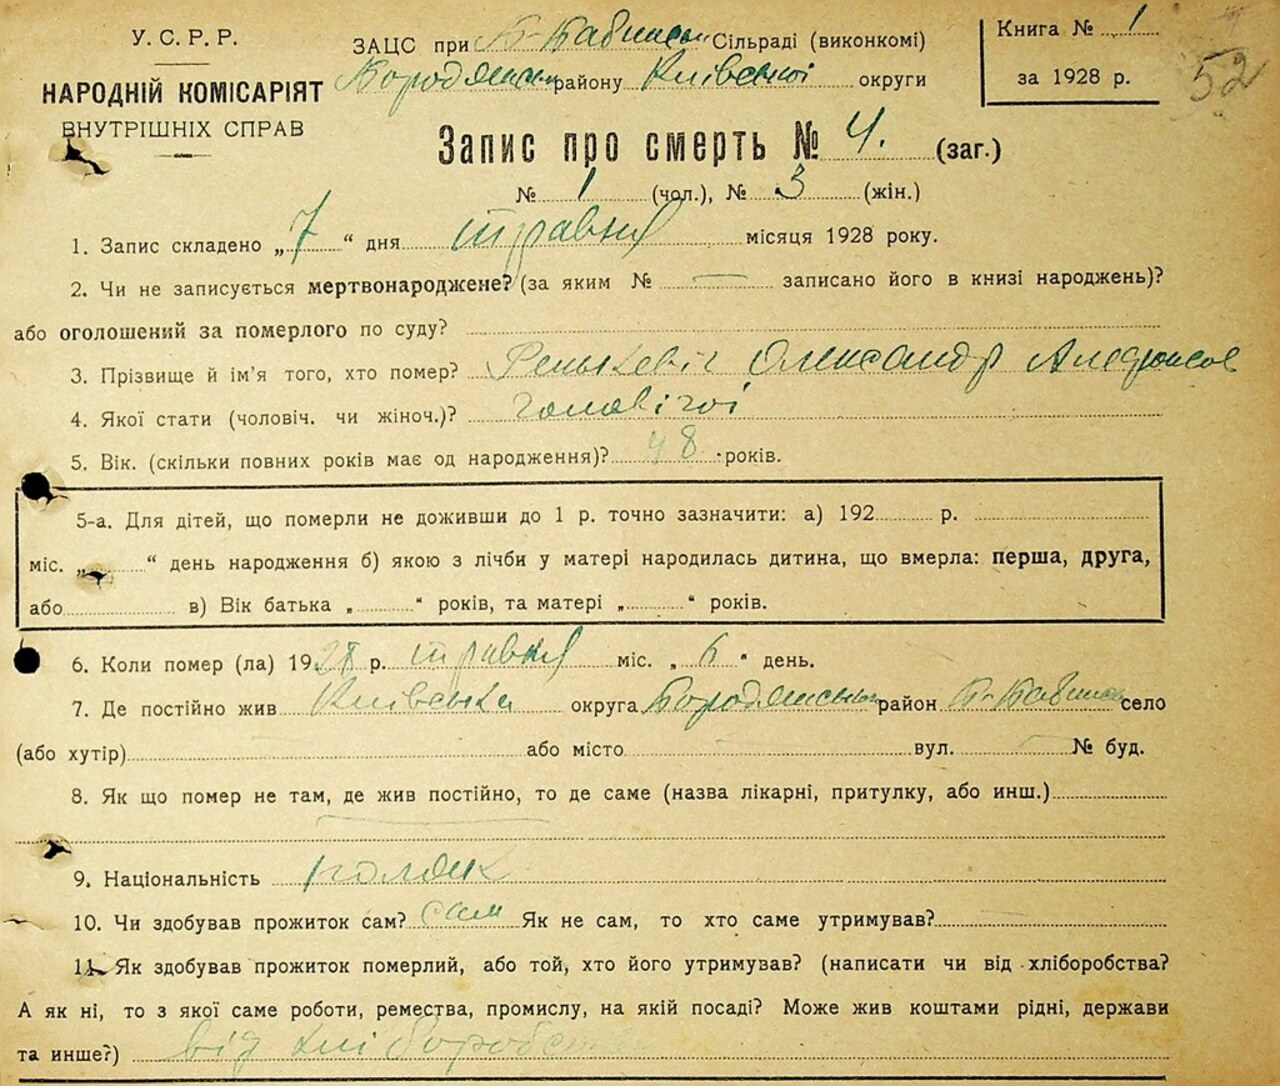 У. С. Р. Р.
НАРОДНІЙ КОМІСАРІЯТ
ВНУТРІШНІХ СПРАВ
ЗАЦС при Сільраді (виконкомі)
Бородянськ району Київської округи
Книга № 1
за 1928 р.
52
Запис про смерть № 4. (заг.)
№ 1 (чол.), № 3 (жін.)
1. Запис складено „7“ дня травня місяця 1928 року.
2. Чи не записується мертвонароджене? (за яким № — записано його в книзі народжень)?
або оголошений за померлого по суду?
3. Прізвище й ім'я того, хто помер? Олександр
4. Якої стати (чоловіч. чи жіноч.)? чоловічої
5. Вік. (скільки повних років має од народження)? 48 років.
5-а. Для дітей, що померли не доживши до 1 р. точно зазначити: а) 192 р.
міс. „ “ день народження б) якою з лічби у матері народилась дитина, що вмерла: перша, друга,
або в) Вік батька „ “ років, та матері „ “ років.
6. Коли помер (ла) 1928 р. травня міс. „6“ день.
7. Де постійно жив Київська округа Бородянськ район село
(або хутір) або місто — вул. — № буд.
8. Як що помер не там, де жив постійно, то де саме (назва лікарні, притулку, або инш.)
9. Національність поляк
10. Чи здобував прожиток сам? сам Як не сам, то хто саме утримував?
11. Як здобував прожиток померлий, або той, хто його утримував? (написати чи від хліборобства?
А як ні, то з якої саме роботи, ремества, промислу, на якій посаді? Може жив коштами рідні, держави
та инше?) від хліборобства